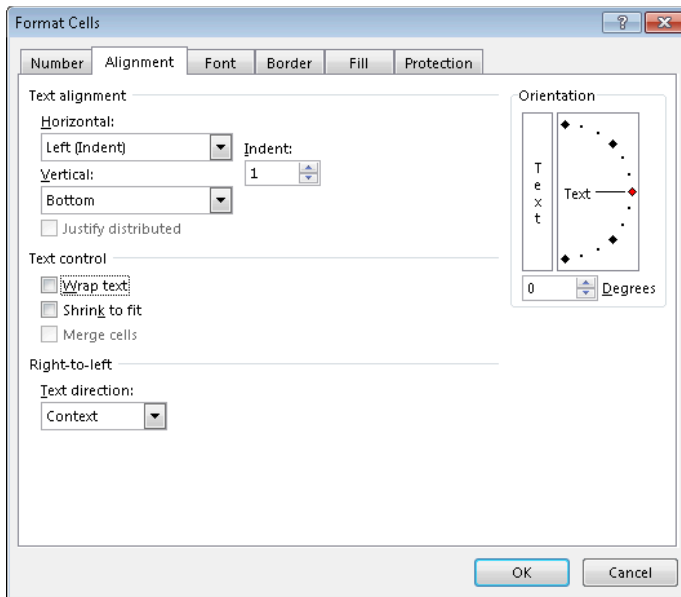 Format Cells
Number Alignment Font Border Fill Protection
Text alignment
Horizontal:
Left (Indent)
Indent:
1
Vertical:
Bottom
Justify distributed
Text control
Wrap text
Shrink to fit
Merge cells
Right-to-left
Text direction:
Context
Orientation
Text
Text
0 Degrees
OK Cancel